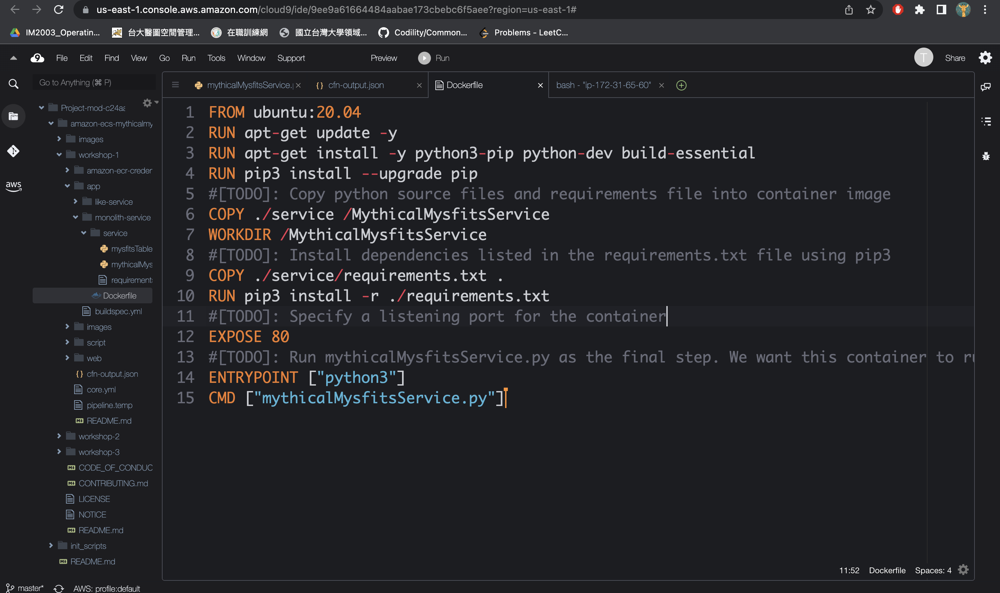 us-east-1.console.aws.amazon.com/cloud9/ide/9ee9a61664484aabae173cbebc6f5aee?region=us-east-1#
IM2003_Operatin... 台大醫圖空間管理... 在職訓練網 國立台灣大學領域... Codility/Common... Problems - LeetC...
9 File Edit Find View Go Run Tools Window Support Preview Run T Share
Go to Anything (⌘ P)
mythicalMysfitsService. cfn-output.json Dockerfile bash - "ip-172-31-65-60"
aws
Project-mod-c24aa
amazon-ecs-mythicalmy
images
workshop-1
amazon-ecr-creder
app
like-service
monolith-service
service
mysfitsTable
mythicalMys
requirements
Dockerfile
buildspec.yml
images
script
web
cfn-output.json
core.yml
pipeline.temp
README.md
workshop-2
workshop-3
CODE_OF_CONDUC
CONTRIBUTING.md
LICENSE
NOTICE
README.md
init_scripts
README.md
1 FROM ubuntu:20.04
2 RUN apt-get update -y
3 RUN apt-get install -y python3-pip python-dev build-essential
4 RUN pip3 install --upgrade pip
5 #[TODO]: Copy python source files and requirements file into container image
6 COPY ./service /MythicalMysfitsService
7 WORKDIR /MythicalMysfitsService
8 #[TODO]: Install dependencies listed in the requirements.txt file using pip3
9 COPY ./service/requirements.txt .
10 RUN pip3 install -r ./requirements.txt
11 #[TODO]: Specify a listening port for the container
12 EXPOSE 80
13 #[TODO]: Run mythicalMysfitsService.py as the final step. We want this container to ru
14 ENTRYPOINT ["python3"]
15 CMD ["mythicalMysfitsService.py"]
11:52 Dockerfile Spaces: 4
master* AWS: profile:default